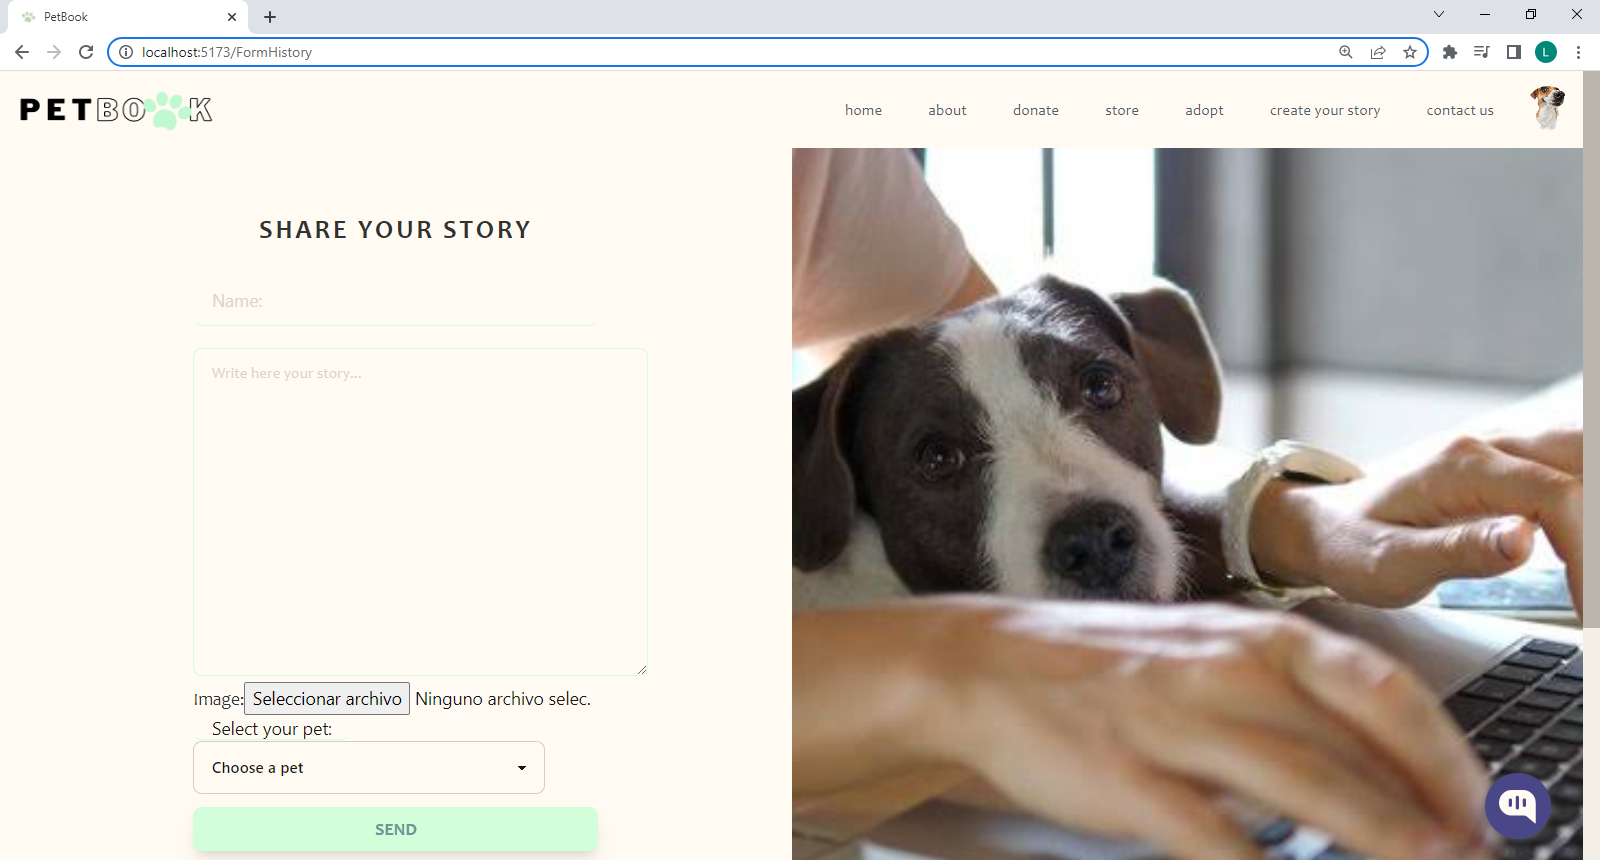 PetBook
localhost:5173/FormHistory
L
PETBOOK
home about donate store adopt create your story contact us
SHARE YOUR STORY
Name:
Write here your story...
Image: Seleccionar archivo Ninguno archivo selec.
Select your pet:
Choose a pet
SEND